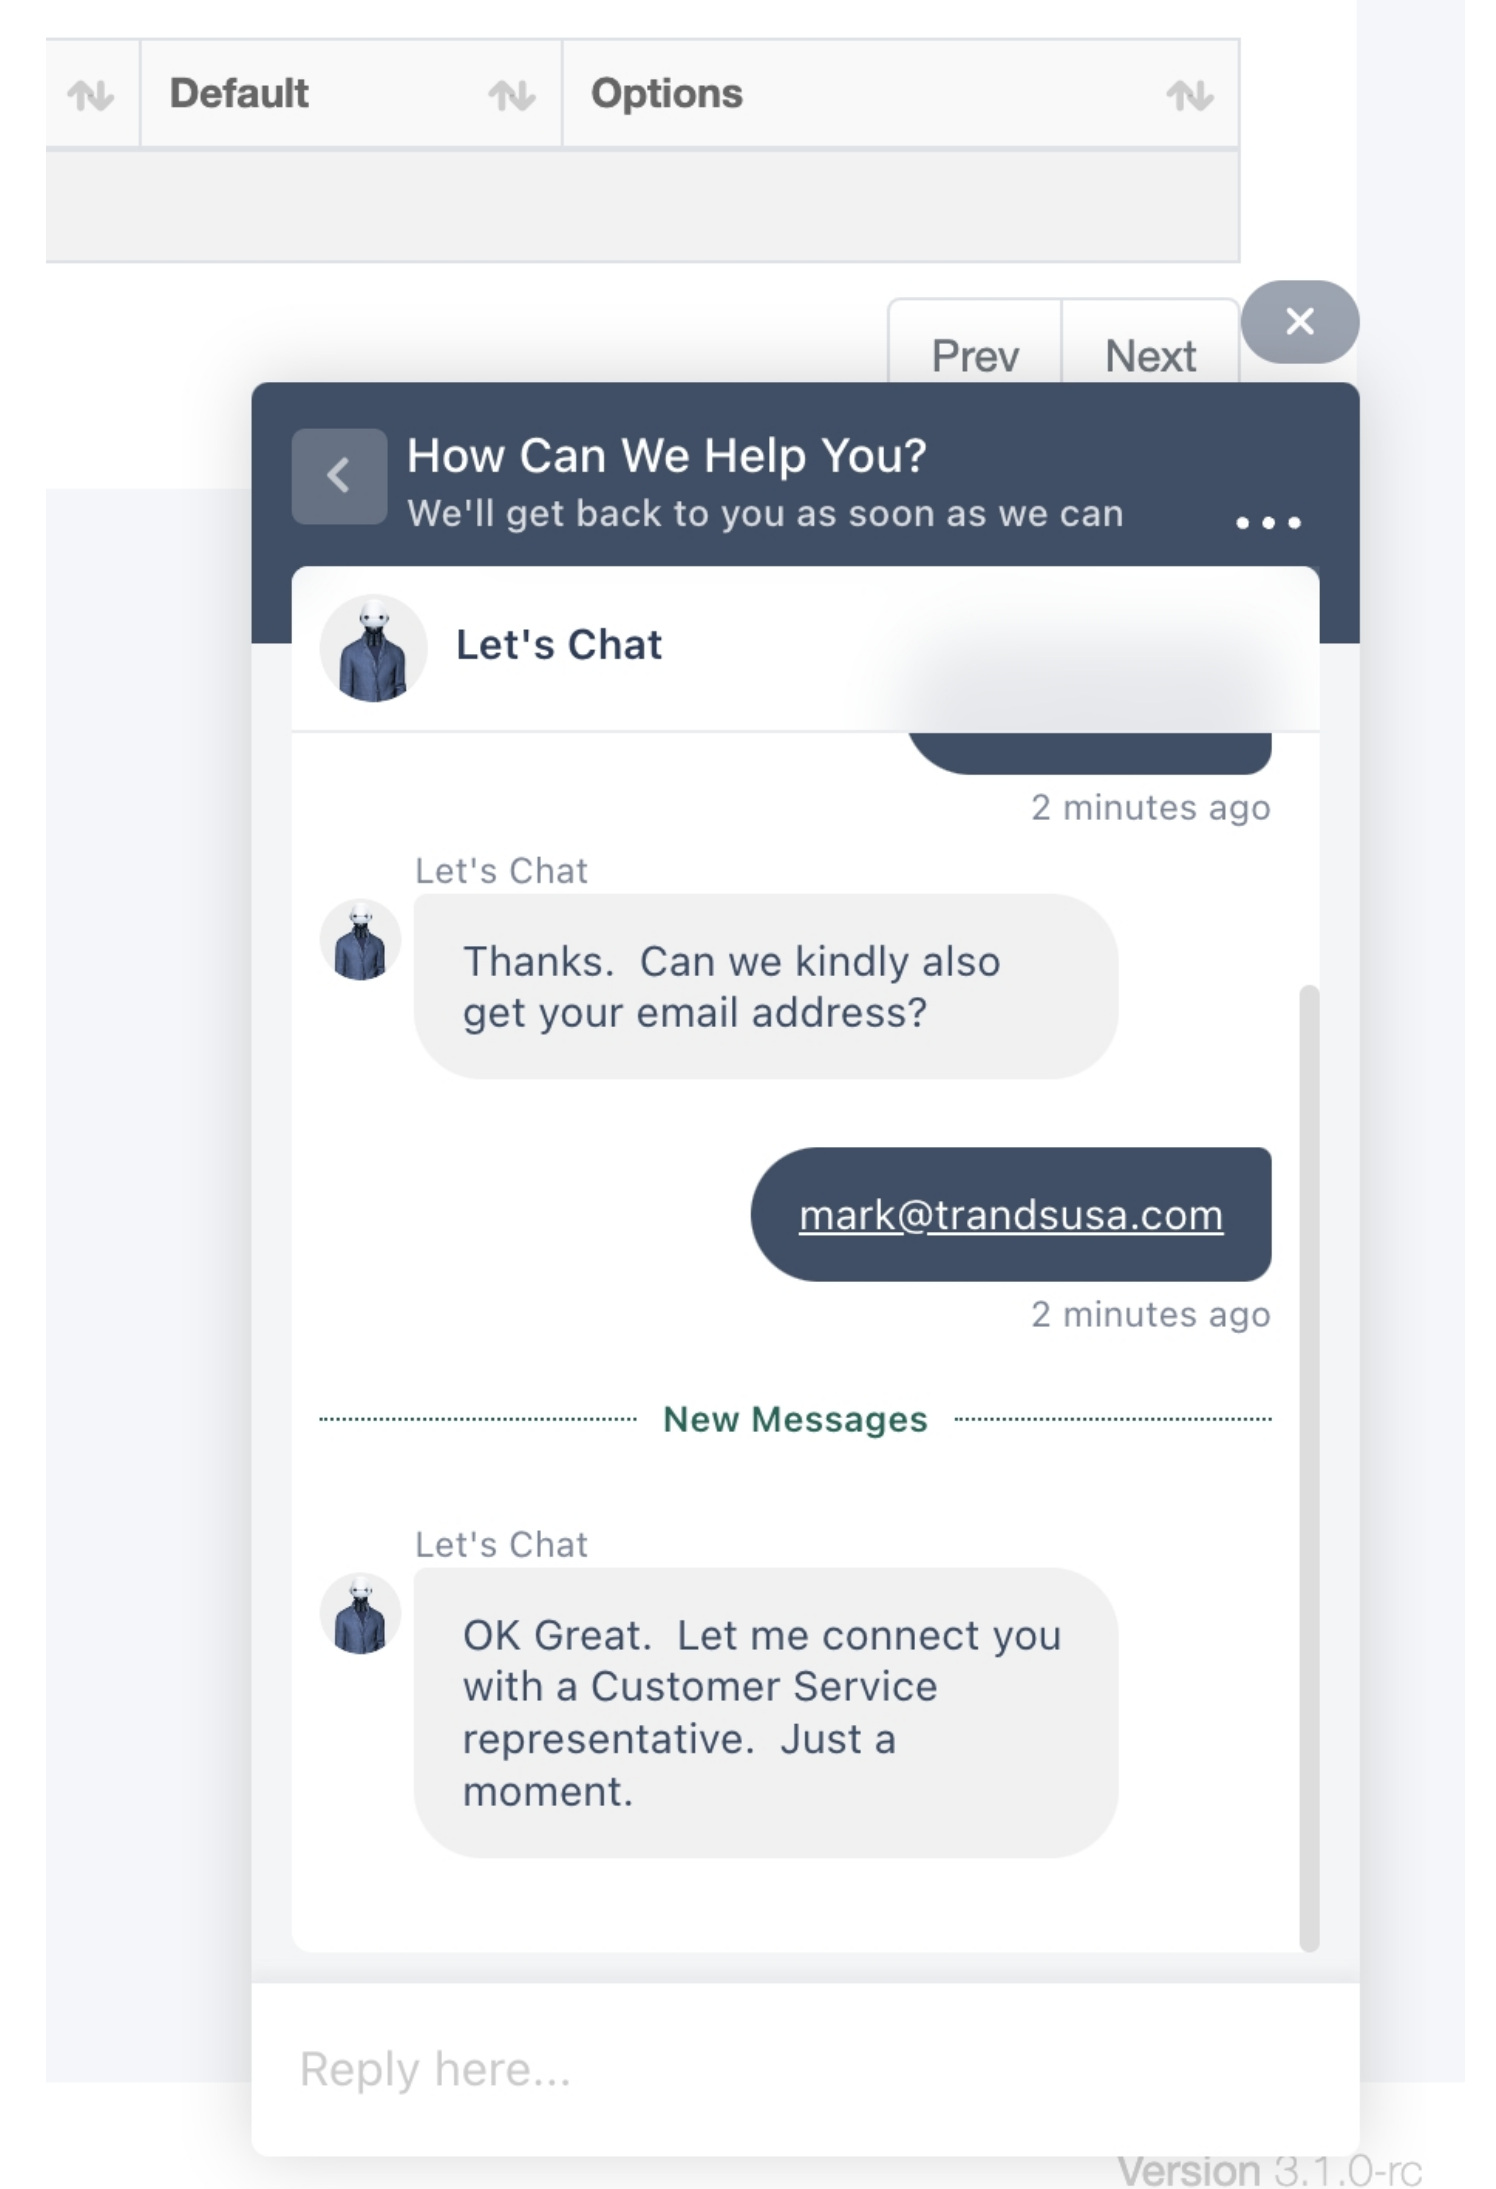 Default Options
Prev Next
How Can We Help You?
We'll get back to you as soon as we can
Let's Chat
2 minutes ago
Let's Chat
Thanks.  Can we kindly also
get your email address?
mark@trandsusa.com
2 minutes ago
New Messages
Let's Chat
OK Great.  Let me connect you
with a Customer Service
representative.  Just a
moment.
Reply here...
Version 3.1.0-rc